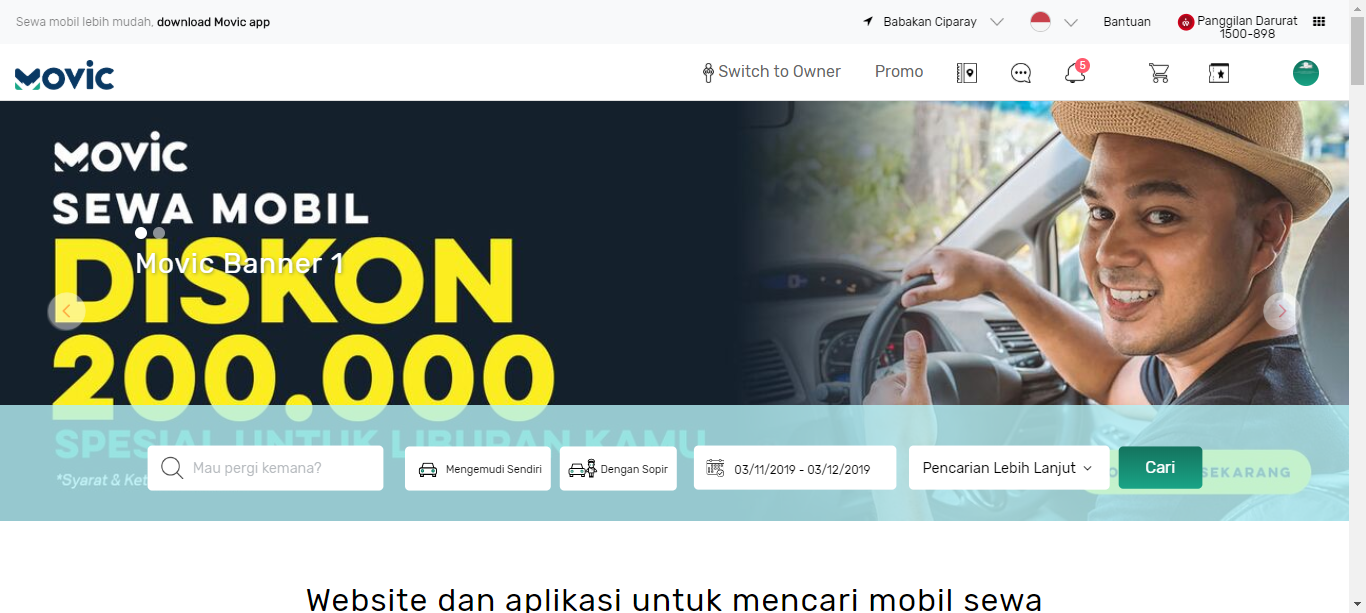 Sewa mobil lebih mudah, download Movic app
Babakan Ciparay
Bantuan
Panggilan Darurat
1500-898
MOVIC
Switch to Owner
Promo
5
MOVIC
SEWA MOBIL
DISKON
Movic Banner 1
200.000
SPESIAL UNTUK LIBURAN KAMU
*Syarat & Ket
Mau pergi kemana?
Mengemudi Sendiri
Dengan Sopir
03/11/2019 - 03/12/2019
Pencarian Lebih Lanjut
Cari
SEKARANG
Website dan aplikasi untuk mencari mobil sewa